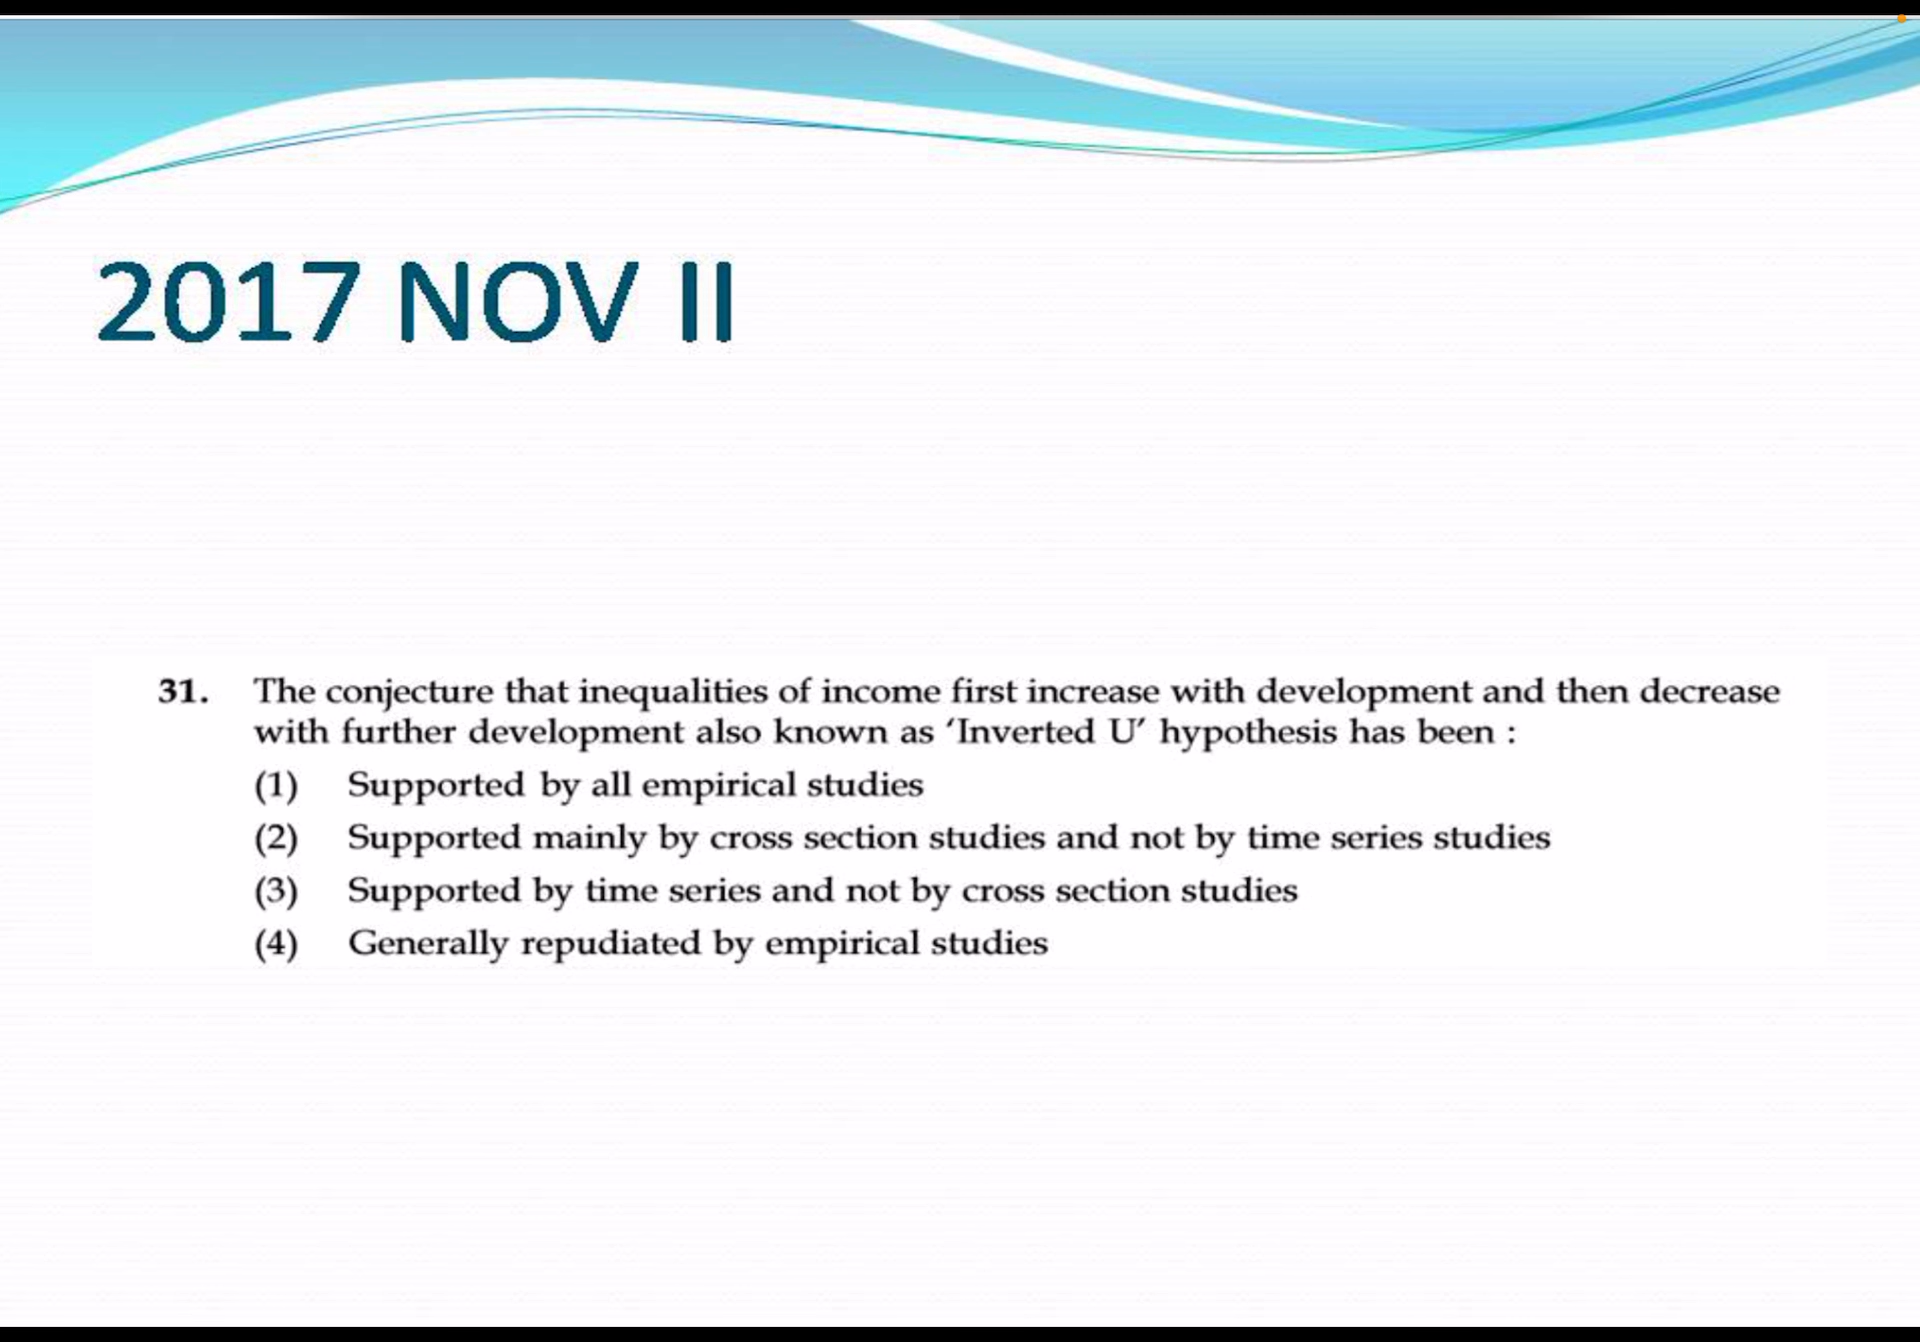 2017 NOV II
31. The conjecture that inequalities of income first increase with development and then decrease
with further development also known as ‘Inverted U’ hypothesis has been :
(1) Supported by all empirical studies
(2) Supported mainly by cross section studies and not by time series studies
(3) Supported by time series and not by cross section studies
(4) Generally repudiated by empirical studies